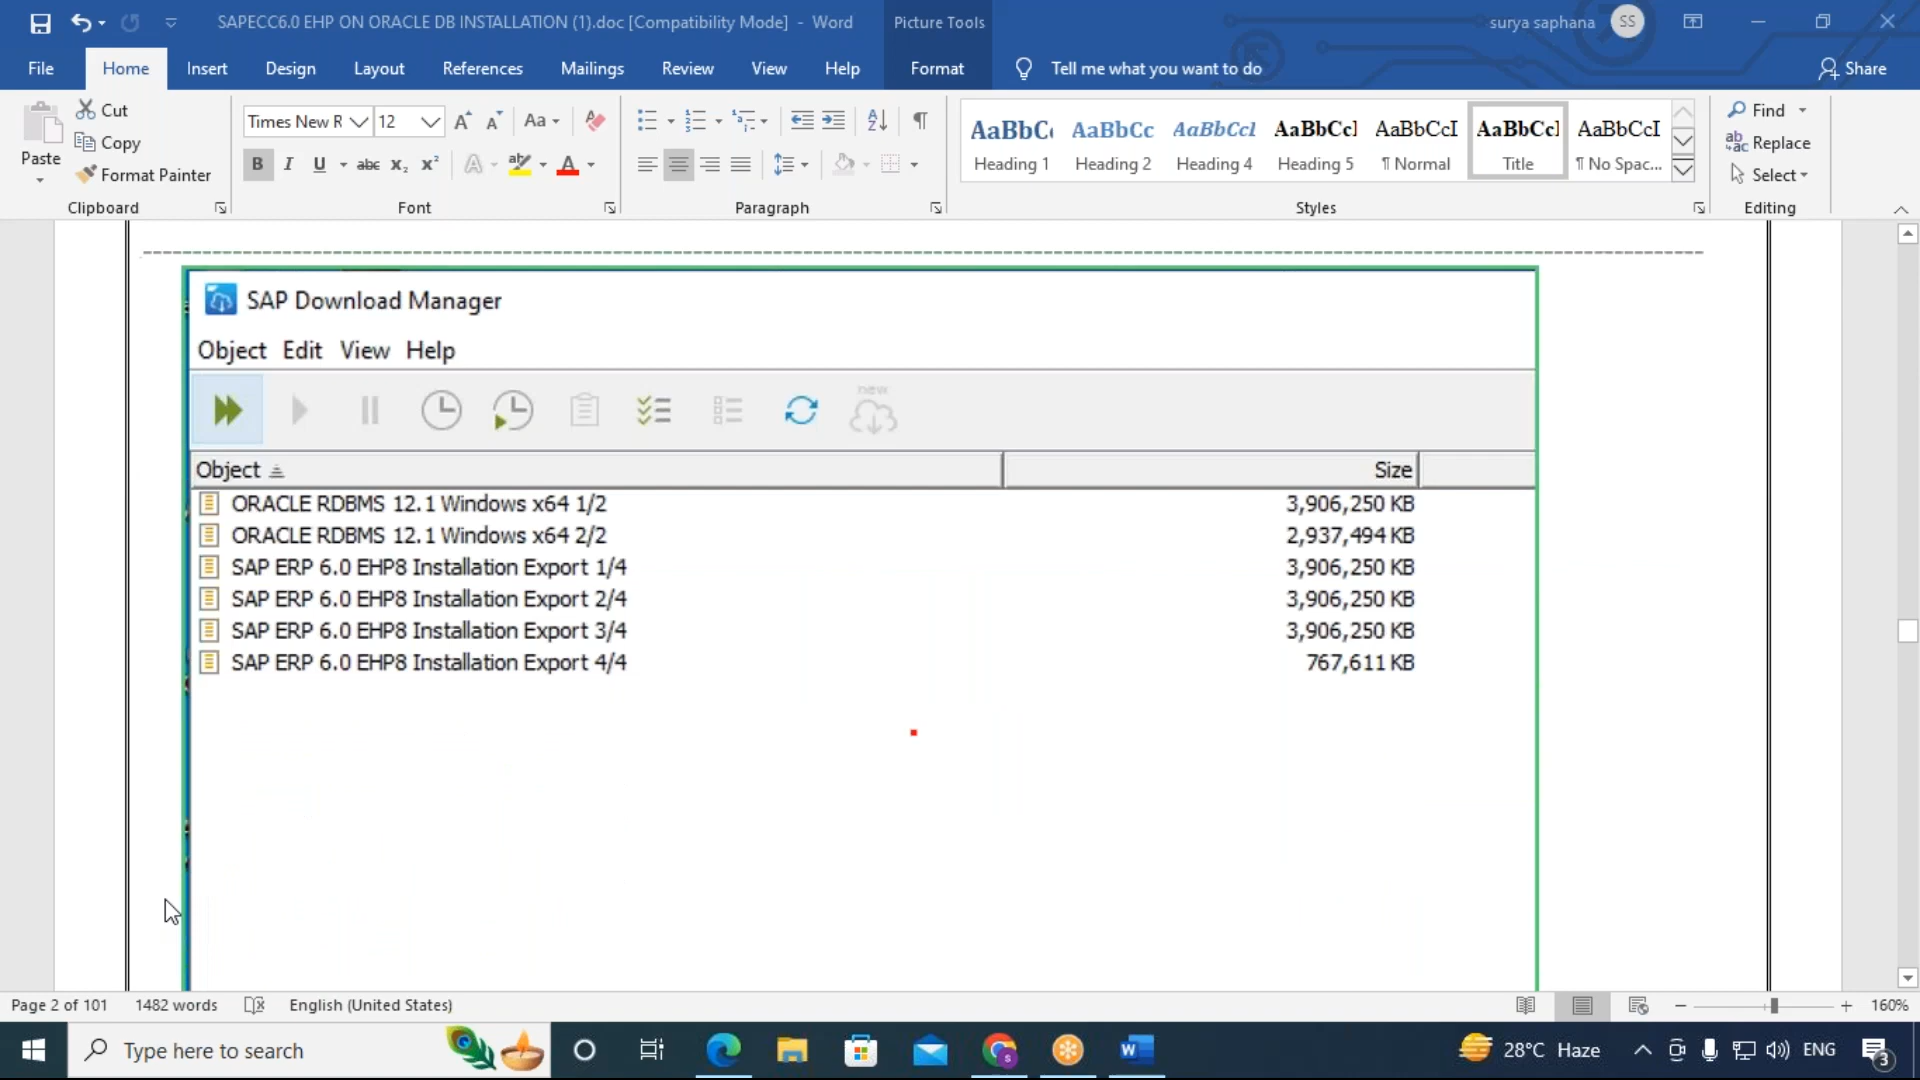 SAPECC6.0 EHP ON ORACLE DB INSTALLATION (1).doc [Compatibility Mode] - Word
Picture Tools
surya saphana
SS
File
Home
Insert
Design
Layout
References
Mailings
Review
View
Help
Format
Tell me what you want to do
Share
Paste
Cut
Copy
Format Painter
Clipboard
Times New R
12
Aa
B I U abc x₂ x² A ab A
Font
Paragraph
AaBbCc Heading 1
AaBbCc Heading 2
AaBbCcI Heading 4
AaBbCcI Heading 5
AaBbCcI ¶ Normal
AaBbCcI Title
AaBbCcI ¶ No Spac...
Styles
Find
Replace
Select
Editing
SAP Download Manager
Object Edit View Help
new
Object Size
ORACLE RDBMS 12.1 Windows x64 1/2 3,906,250 KB
ORACLE RDBMS 12.1 Windows x64 2/2 2,937,494 KB
SAP ERP 6.0 EHP8 Installation Export 1/4 3,906,250 KB
SAP ERP 6.0 EHP8 Installation Export 2/4 3,906,250 KB
SAP ERP 6.0 EHP8 Installation Export 3/4 3,906,250 KB
SAP ERP 6.0 EHP8 Installation Export 4/4 767,611 KB
Page 2 of 101
1482 words
English (United States)
160%
Type here to search
28°C Haze
ENG
3